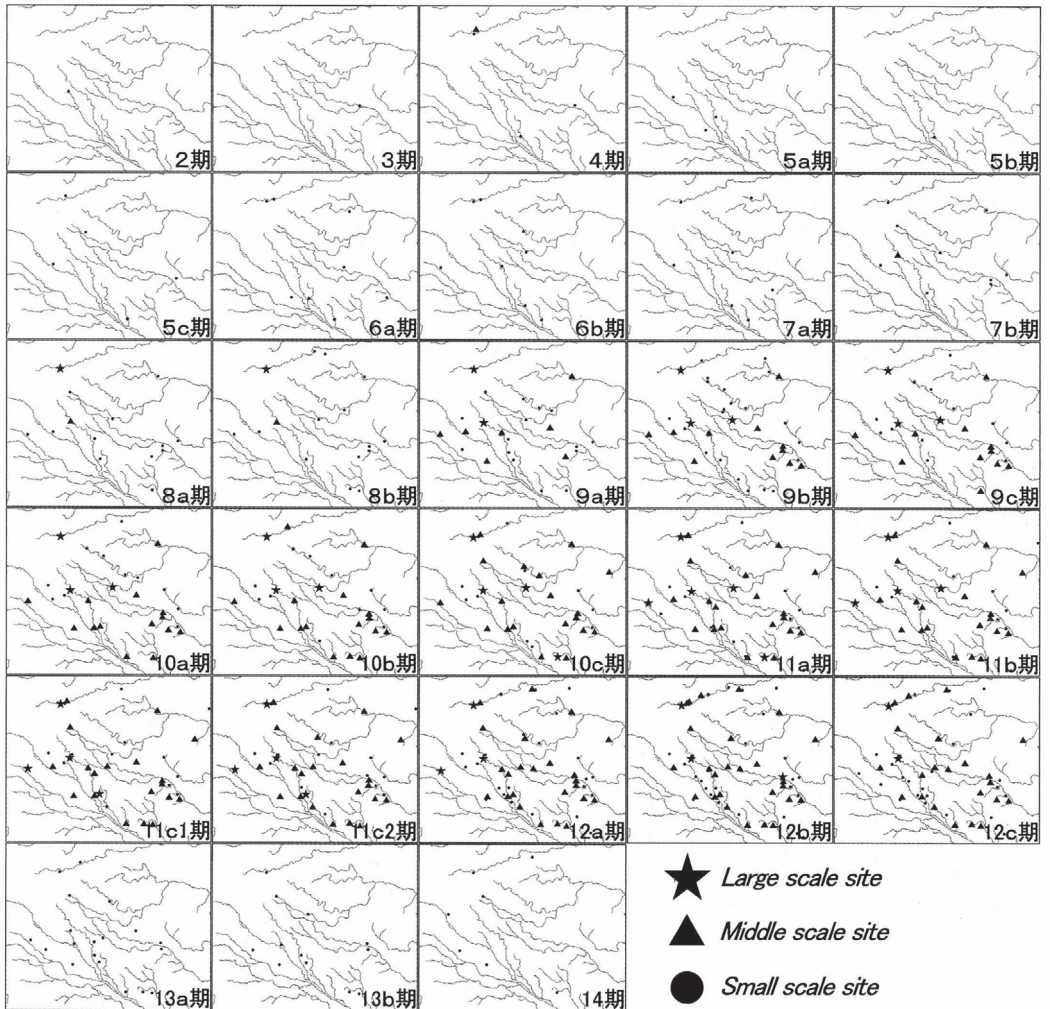 2期
3期
4期
5a期
5b期
5c期
6a期
6b期
7a期
7b期
8a期
8b期
9a期
9b期
9c期
10a期
10b期
10c期
11a期
11b期
11c1期
11c2期
12a期
12b期
12c期
13a期
13b期
14期
Large scale site
Middle scale site
Small scale site